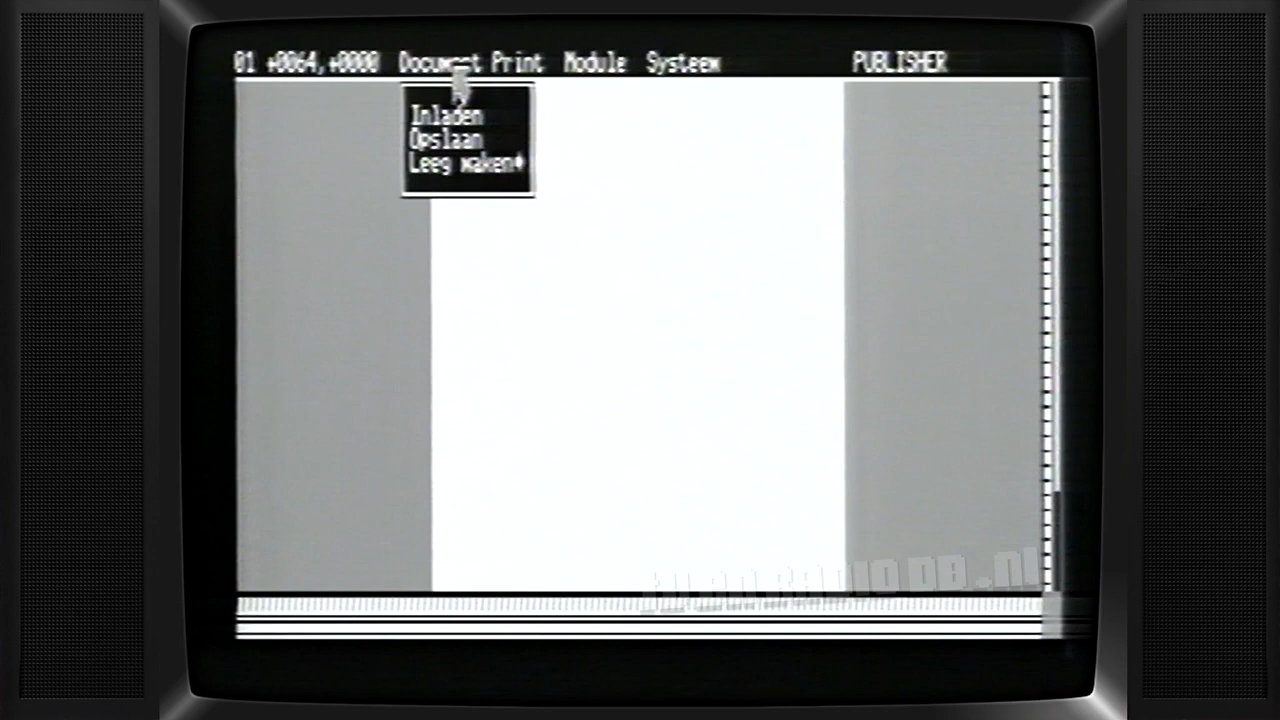 01 +0064,+0000 Document Print Module Systeem PUBLISHER
Inladen
Opslaan
Leeg maken